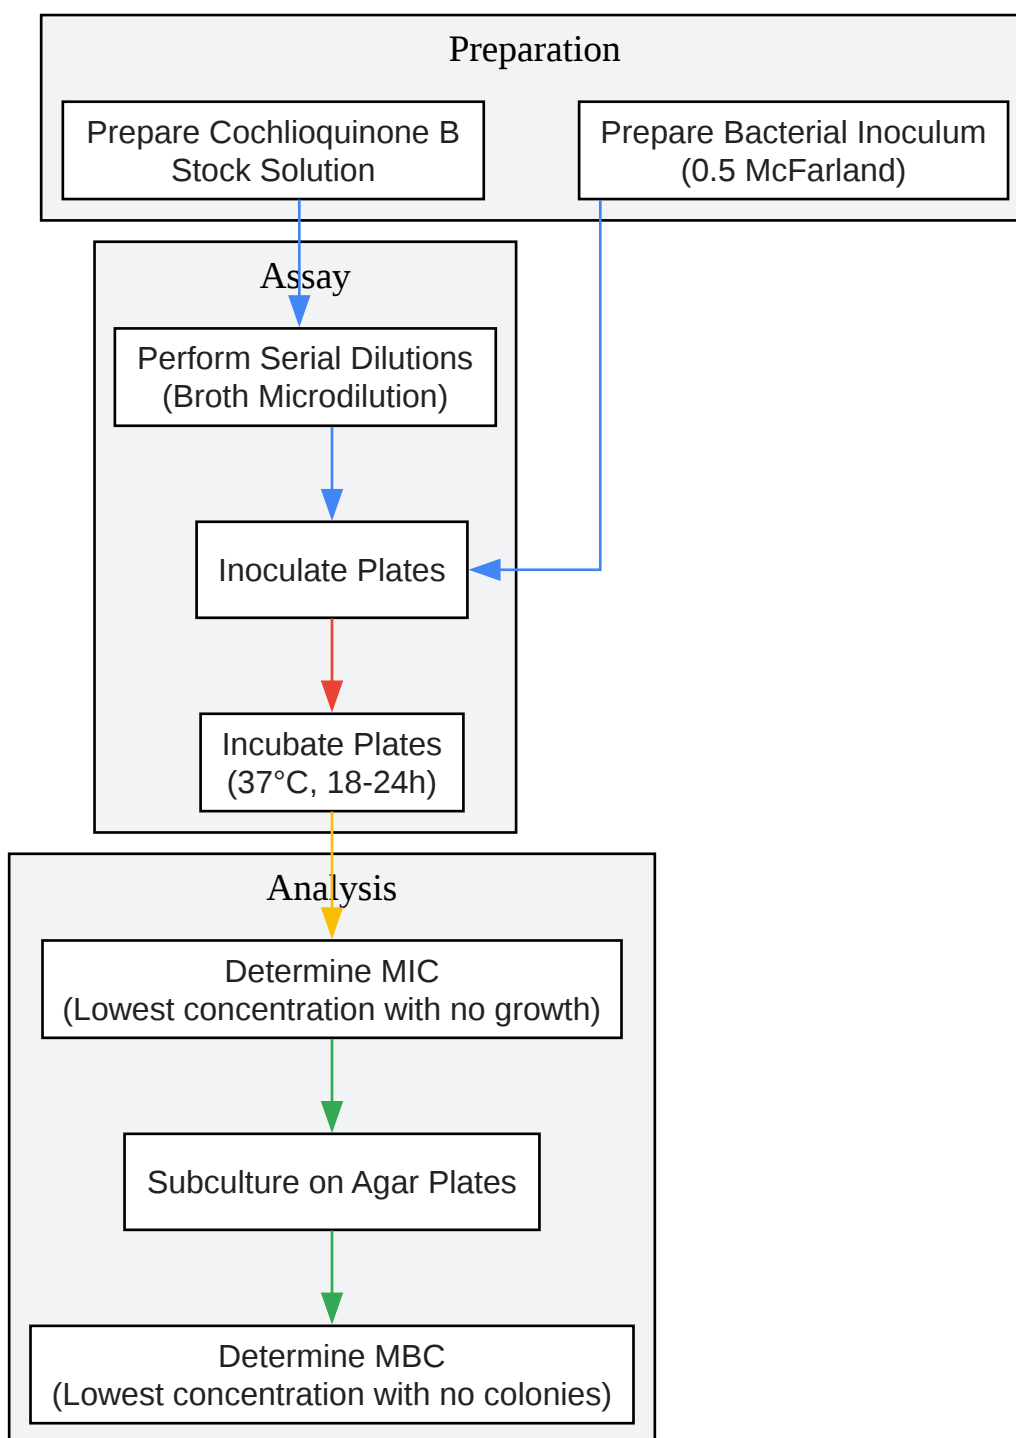 Preparation
Prepare Cochlioquinone B
Stock Solution
Prepare Bacterial Inoculum
(0.5 McFarland)
Assay
Perform Serial Dilutions
(Broth Microdilution)
Inoculate Plates
Incubate Plates
(37°C, 18-24h)
Analysis
Determine MIC
(Lowest concentration with no growth)
Subculture on Agar Plates
Determine MBC
(Lowest concentration with no colonies)